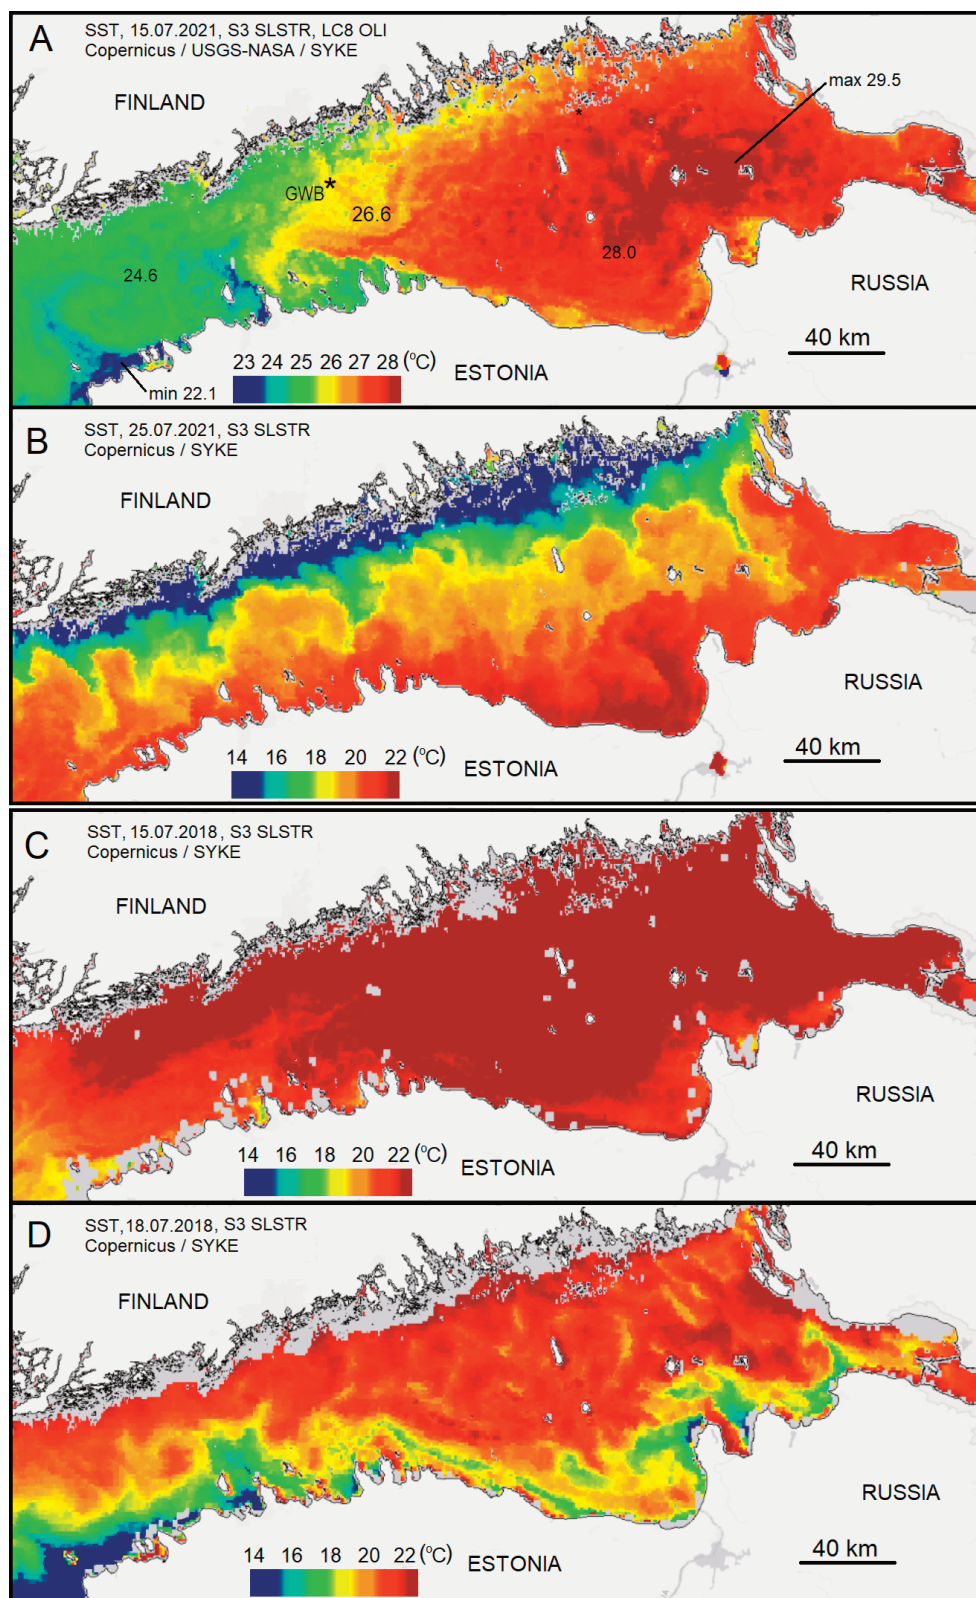 A
SST, 15.07.2021, S3 SLSTR, LC8 OLI
Copernicus / USGS-NASA / SYKE
FINLAND
max 29.5
*
GWB*
26.6
24.6
28.0
RUSSIA
40 km
23 24 25 26 27 28 (°C)
ESTONIA
min 22.1
B
SST, 25.07.2021, S3 SLSTR
Copernicus / SYKE
FINLAND
RUSSIA
40 km
14 16 18 20 22 (°C)
ESTONIA
C
SST, 15.07.2018, S3 SLSTR
Copernicus / SYKE
FINLAND
RUSSIA
40 km
14 16 18 20 22 (°C)
ESTONIA
D
SST,18.07.2018, S3 SLSTR
Copernicus / SYKE
FINLAND
RUSSIA
40 km
14 16 18 20 22 (°C)
ESTONIA